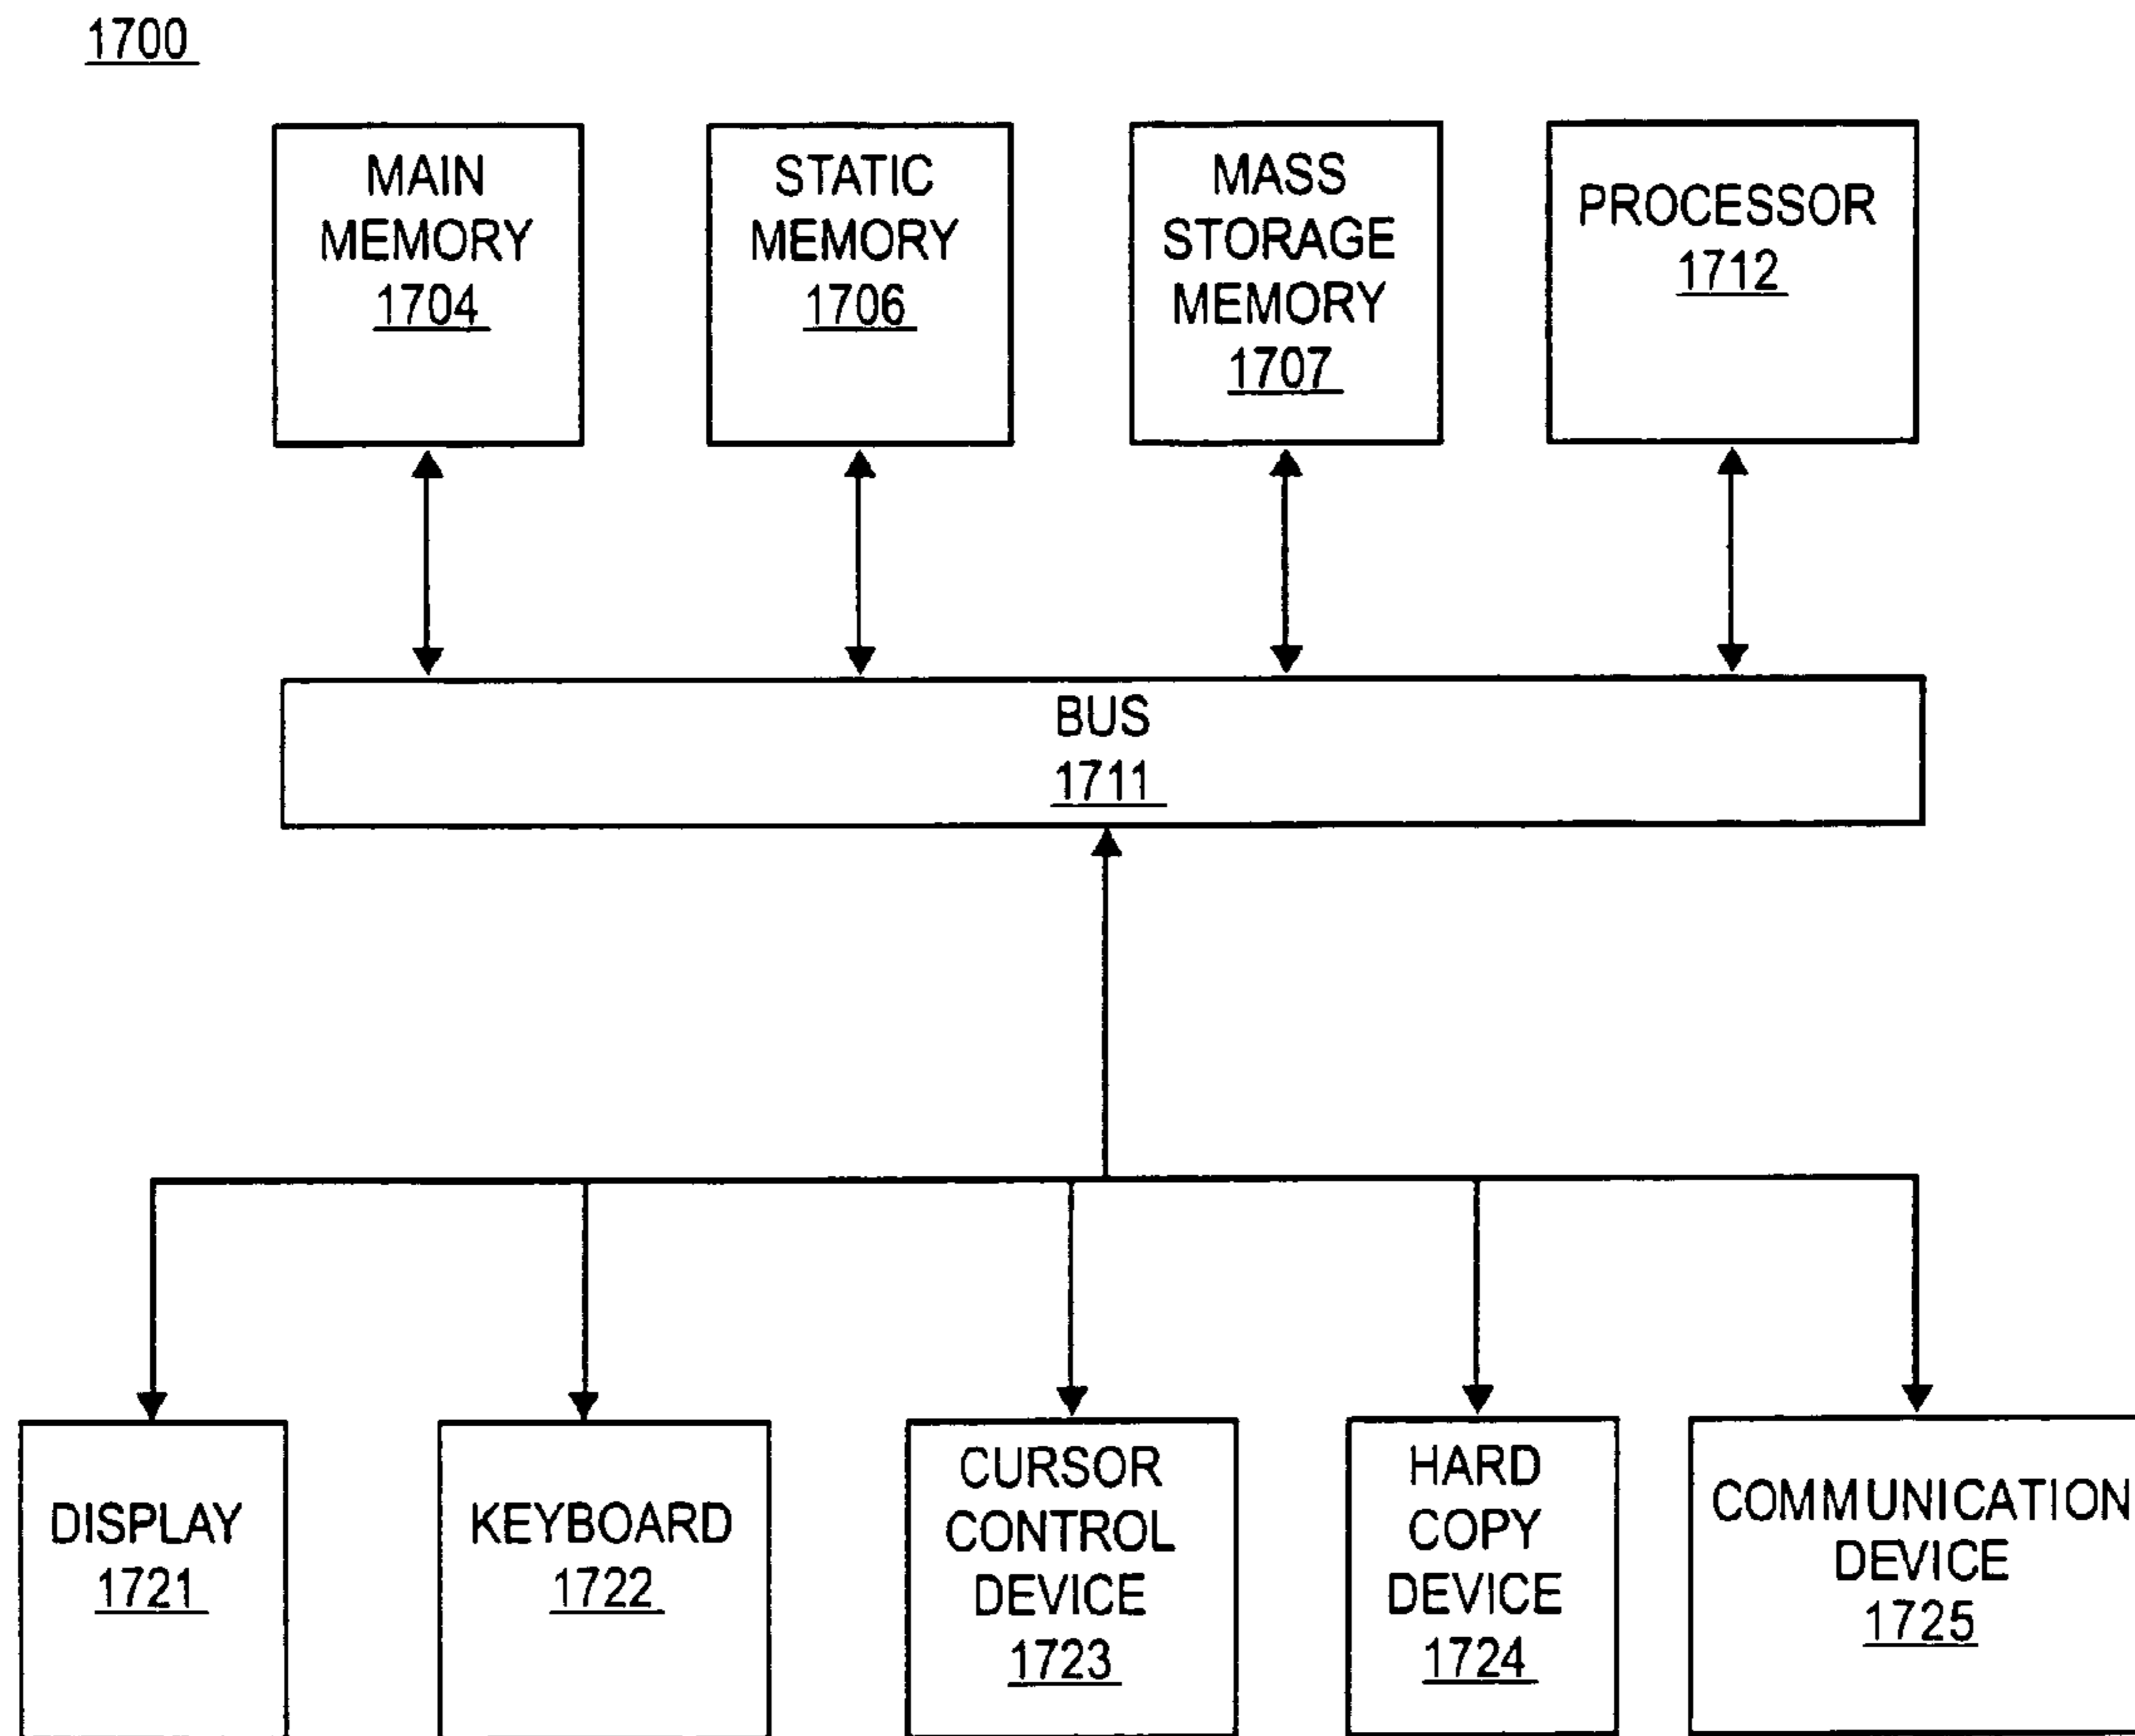 1700
MAIN
MEMORY
1704
STATIC
MEMORY
1706
MASS
STORAGE
MEMORY
1707
PROCESSOR
1712
BUS
1711
DISPLAY
1721
KEYBOARD
1722
CURSOR
CONTROL
DEVICE
1723
HARD
COPY
DEVICE
1724
COMMUNICATION
DEVICE
1725